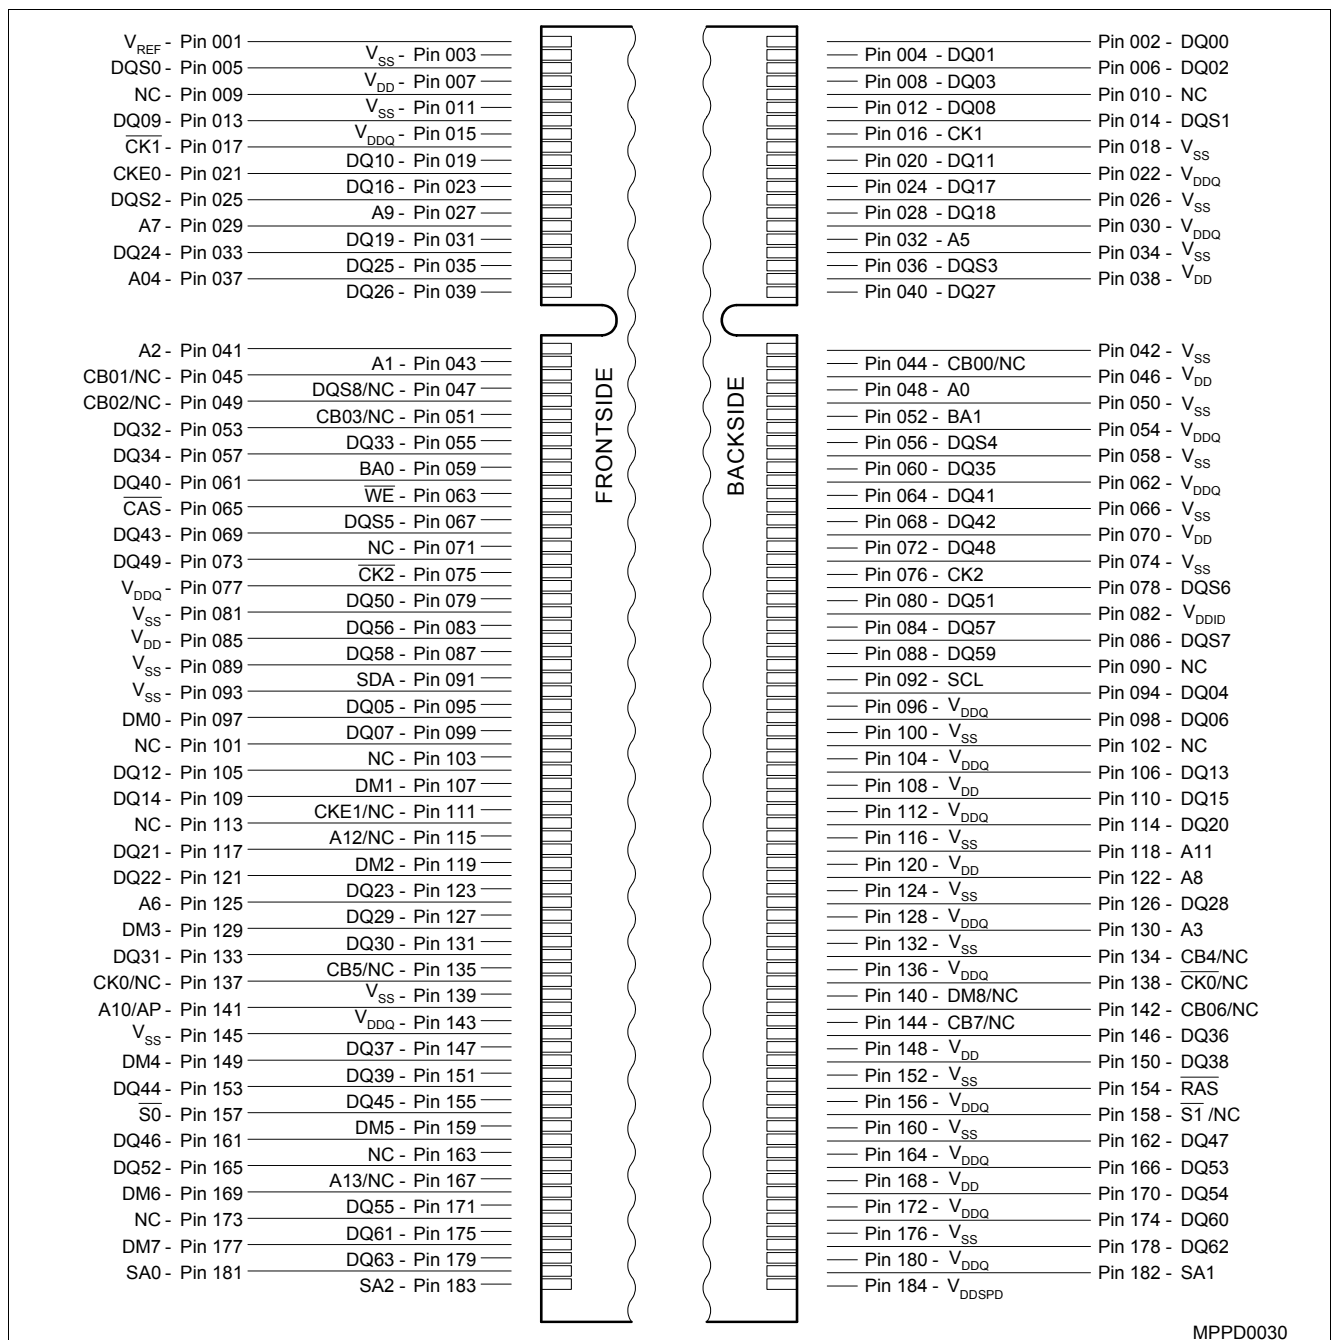 VREF - Pin 001
Pin 002 - DQ00
VSS - Pin 003
Pin 004 - DQ01
DQS0 - Pin 005
Pin 006 - DQ02
VDD - Pin 007
Pin 008 - DQ03
NC - Pin 009
Pin 010 - NC
VSS - Pin 011
Pin 012 - DQ08
DQ09 - Pin 013
Pin 014 - DQS1
VDDQ - Pin 015
Pin 016 - CK1
CK1 - Pin 017
Pin 018 - VSS
DQ10 - Pin 019
Pin 020 - DQ11
CKE0 - Pin 021
Pin 022 - VDDQ
DQ16 - Pin 023
Pin 024 - DQ17
DQS2 - Pin 025
Pin 026 - VSS
A9 - Pin 027
Pin 028 - DQ18
A7 - Pin 029
Pin 030 - VDDQ
DQ19 - Pin 031
Pin 032 - A5
DQ24 - Pin 033
Pin 034 - VSS
DQ25 - Pin 035
Pin 036 - DQS3
A04 - Pin 037
Pin 038 - VDD
DQ26 - Pin 039
Pin 040 - DQ27
A2 - Pin 041
Pin 042 - VSS
A1 - Pin 043
Pin 044 - CB00/NC
CB01/NC - Pin 045
Pin 046 - VDD
DQS8/NC - Pin 047
Pin 048 - A0
CB02/NC - Pin 049
Pin 050 - VSS
CB03/NC - Pin 051
Pin 052 - BA1
DQ32 - Pin 053
Pin 054 - VDDQ
FRONTSIDE
BACKSIDE
DQ33 - Pin 055
Pin 056 - DQS4
DQ34 - Pin 057
Pin 058 - VSS
BA0 - Pin 059
Pin 060 - DQ35
DQ40 - Pin 061
Pin 062 - VDDQ
WE - Pin 063
Pin 064 - DQ41
CAS - Pin 065
Pin 066 - VSS
DQS5 - Pin 067
Pin 068 - DQ42
DQ43 - Pin 069
Pin 070 - VDD
NC - Pin 071
Pin 072 - DQ48
DQ49 - Pin 073
Pin 074 - VSS
CK2 - Pin 075
Pin 076 - CK2
VDDQ - Pin 077
Pin 078 - DQS6
DQ50 - Pin 079
Pin 080 - DQ51
VSS - Pin 081
Pin 082 - VDDID
DQ56 - Pin 083
Pin 084 - DQ57
VDD - Pin 085
Pin 086 - DQS7
DQ58 - Pin 087
Pin 088 - DQ59
VSS - Pin 089
Pin 090 - NC
SDA - Pin 091
Pin 092 - SCL
VSS - Pin 093
Pin 094 - DQ04
DQ05 - Pin 095
Pin 096 - VDDQ
DM0 - Pin 097
Pin 098 - DQ06
DQ07 - Pin 099
Pin 100 - VSS
NC - Pin 101
Pin 102 - NC
NC - Pin 103
Pin 104 - VDDQ
DQ12 - Pin 105
Pin 106 - DQ13
DM1 - Pin 107
Pin 108 - VDD
DQ14 - Pin 109
Pin 110 - DQ15
CKE1/NC - Pin 111
Pin 112 - VDDQ
NC - Pin 113
Pin 114 - DQ20
A12/NC - Pin 115
Pin 116 - VSS
DQ21 - Pin 117
Pin 118 - A11
DM2 - Pin 119
Pin 120 - VDD
DQ22 - Pin 121
Pin 122 - A8
DQ23 - Pin 123
Pin 124 - VSS
A6 - Pin 125
Pin 126 - DQ28
DQ29 - Pin 127
Pin 128 - VDDQ
DM3 - Pin 129
Pin 130 - A3
DQ30 - Pin 131
Pin 132 - VSS
DQ31 - Pin 133
Pin 134 - CB4/NC
CB5/NC - Pin 135
Pin 136 - VDDQ
CK0/NC - Pin 137
Pin 138 - CK0/NC
VSS - Pin 139
Pin 140 - DM8/NC
A10/AP - Pin 141
Pin 142 - CB06/NC
VDDQ - Pin 143
Pin 144 - CB7/NC
VSS - Pin 145
Pin 146 - DQ36
DQ37 - Pin 147
Pin 148 - VDD
DM4 - Pin 149
Pin 150 - DQ38
DQ39 - Pin 151
Pin 152 - VSS
DQ44 - Pin 153
Pin 154 - RAS
DQ45 - Pin 155
Pin 156 - VDDQ
S0 - Pin 157
Pin 158 - S1 /NC
DM5 - Pin 159
Pin 160 - VSS
DQ46 - Pin 161
Pin 162 - DQ47
NC - Pin 163
Pin 164 - VDDQ
DQ52 - Pin 165
Pin 166 - DQ53
A13/NC - Pin 167
Pin 168 - VDD
DM6 - Pin 169
Pin 170 - DQ54
DQ55 - Pin 171
Pin 172 - VDDQ
NC - Pin 173
Pin 174 - DQ60
DQ61 - Pin 175
Pin 176 - VSS
DM7 - Pin 177
Pin 178 - DQ62
DQ63 - Pin 179
Pin 180 - VDDQ
SA0 - Pin 181
Pin 182 - SA1
SA2 - Pin 183
Pin 184 - VDDSPD
MPPD0030